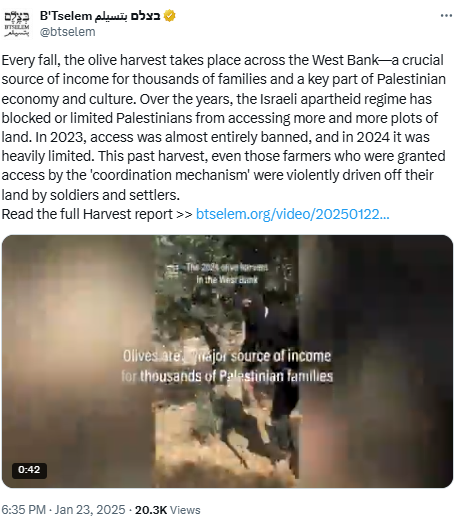 B'Tselem בצלם بتسيلم
@btselem
Every fall, the olive harvest takes place across the West Bank—a crucial
source of income for thousands of families and a key part of Palestinian
economy and culture. Over the years, the Israeli apartheid regime has
blocked or limited Palestinians from accessing more and more plots of
land. In 2023, access was almost entirely banned, and in 2024 it was
heavily limited. This past harvest, even those farmers who were granted
access by the 'coordination mechanism' were violently driven off their
land by soldiers and settlers.
Read the full Harvest report >> btselem.org/video/20250122...
The 2024 olive harvest
in the West Bank
Olives are major source of income
for thousands of Palestinian families
0:42
6:35 PM · Jan 23, 2025 · 20.3K Views